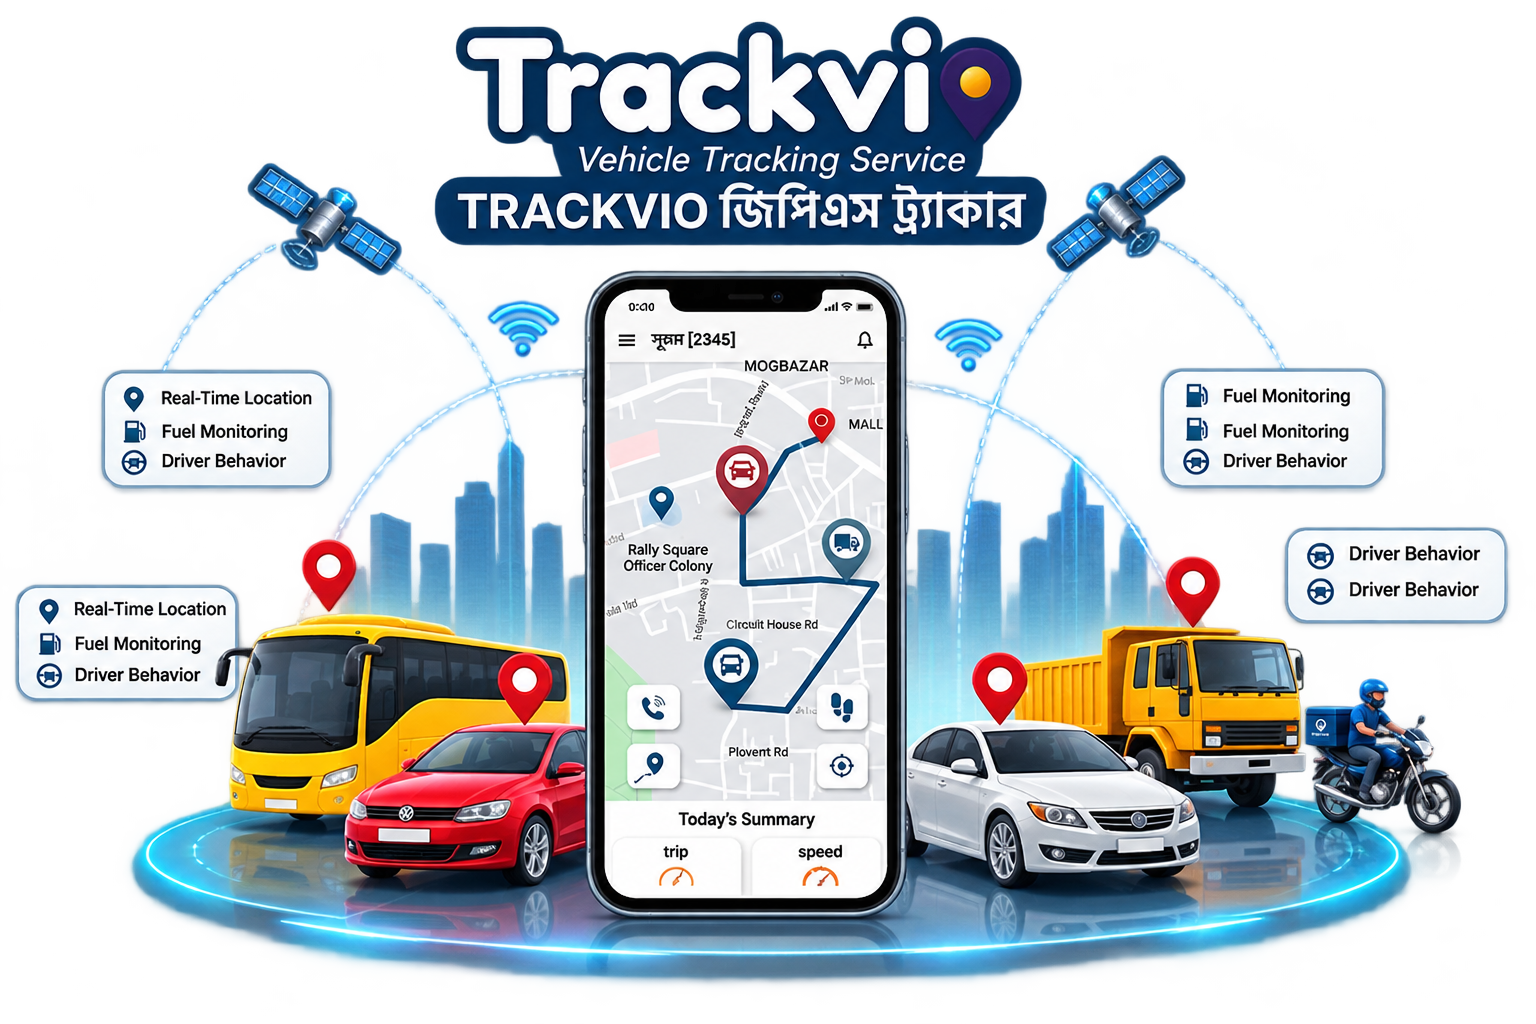 Trackvio
Vehicle Tracking Service
TRACKVIO জিপিএস ট্র্যাকার
[2345]
MOGBAZAR
MALL
Rally Square
Officer Colony
Circuit House Rd
Plovent Rd
Today's Summary
trip
speed
Real-Time Location
Fuel Monitoring
Driver Behavior
Real-Time Location
Fuel Monitoring
Driver Behavior
Fuel Monitoring
Fuel Monitoring
Driver Behavior
Driver Behavior
Driver Behavior